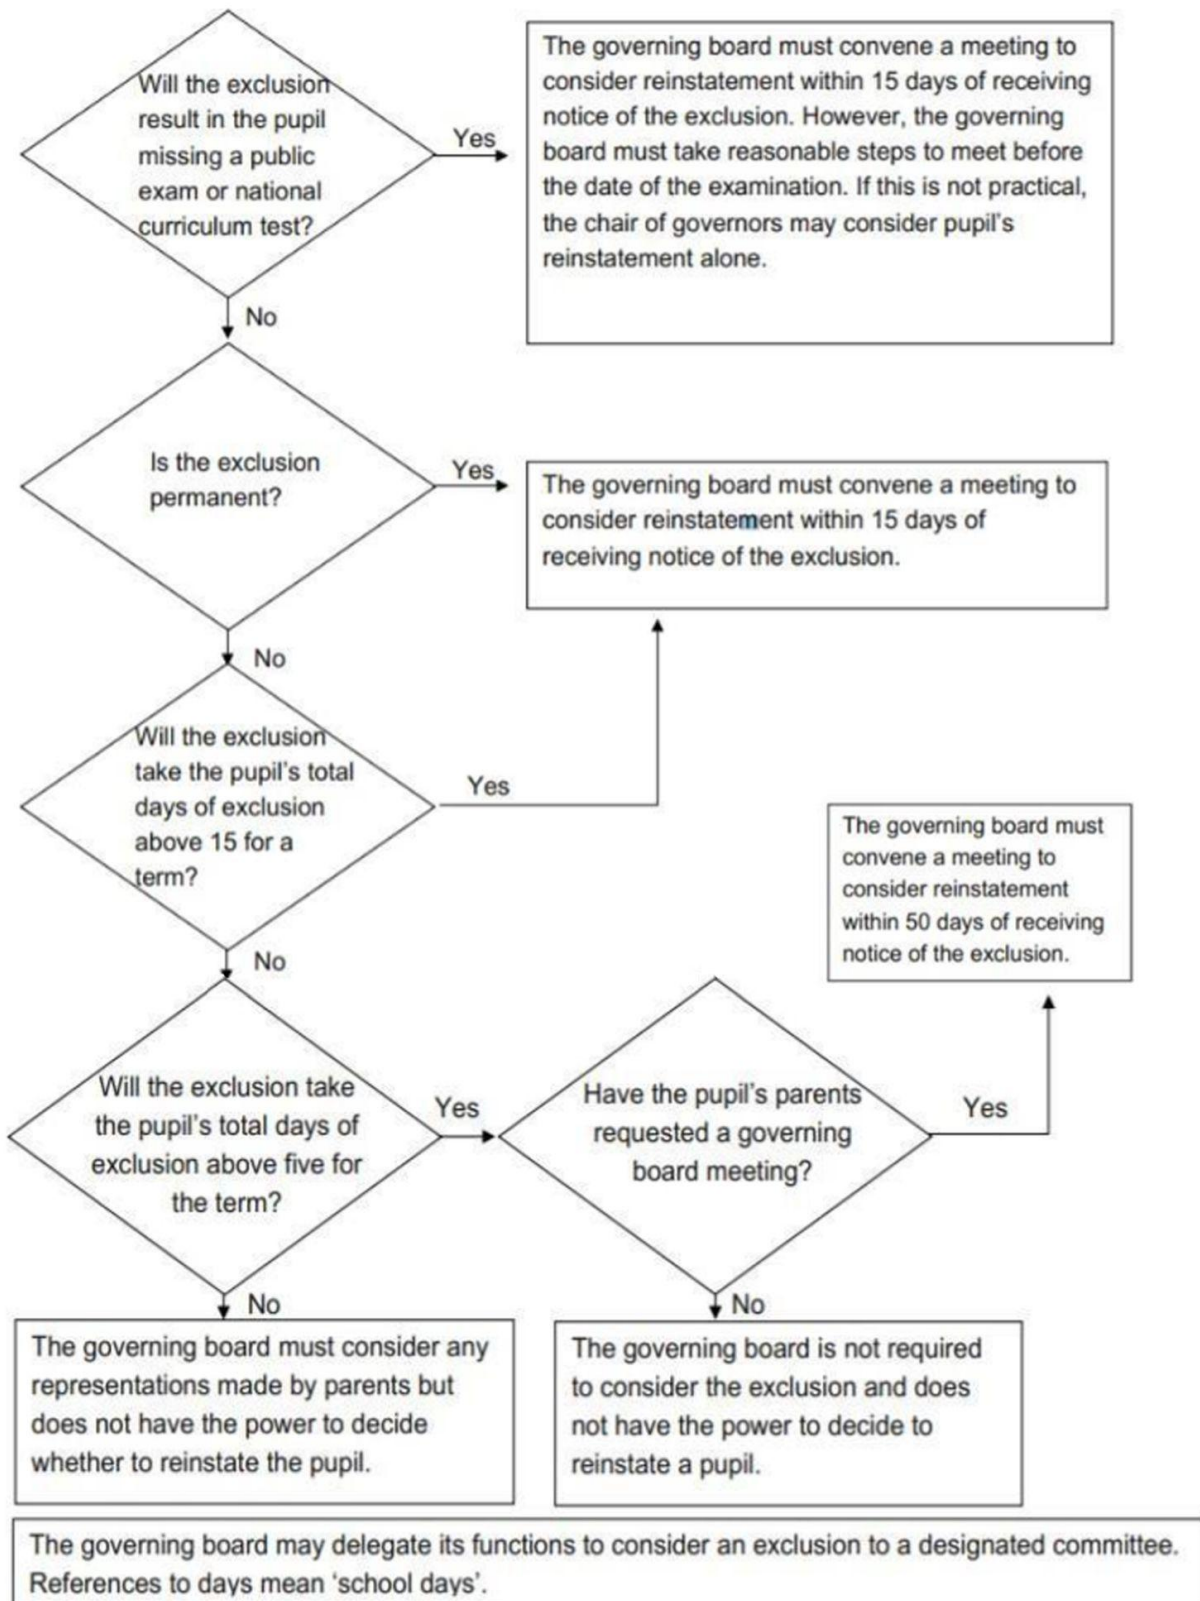 Will the exclusion
result in the pupil
missing a public
exam or national
curriculum test?
Yes
The governing board must convene a meeting to
consider reinstatement within 15 days of receiving
notice of the exclusion. However, the governing
board must take reasonable steps to meet before
the date of the examination. If this is not practical,
the chair of governors may consider pupil's
reinstatement alone.
No
Is the exclusion
permanent?
Yes
The governing board must convene a meeting to
consider reinstatement within 15 days of
receiving notice of the exclusion.
No
Will the exclusion
take the pupil's total
days of exclusion
above 15 for a
term?
Yes
No
Will the exclusion take
the pupil's total days of
exclusion above five for
the term?
Yes
Have the pupil's parents
requested a governing
board meeting?
Yes
The governing board must
convene a meeting to
consider reinstatement
within 50 days of receiving
notice of the exclusion.
No
The governing board must consider any
representations made by parents but
does not have the power to decide
whether to reinstate the pupil.
No
The governing board is not required
to consider the exclusion and does
not have the power to decide to
reinstate a pupil.
The governing board may delegate its functions to consider an exclusion to a designated committee.
References to days mean 'school days'.